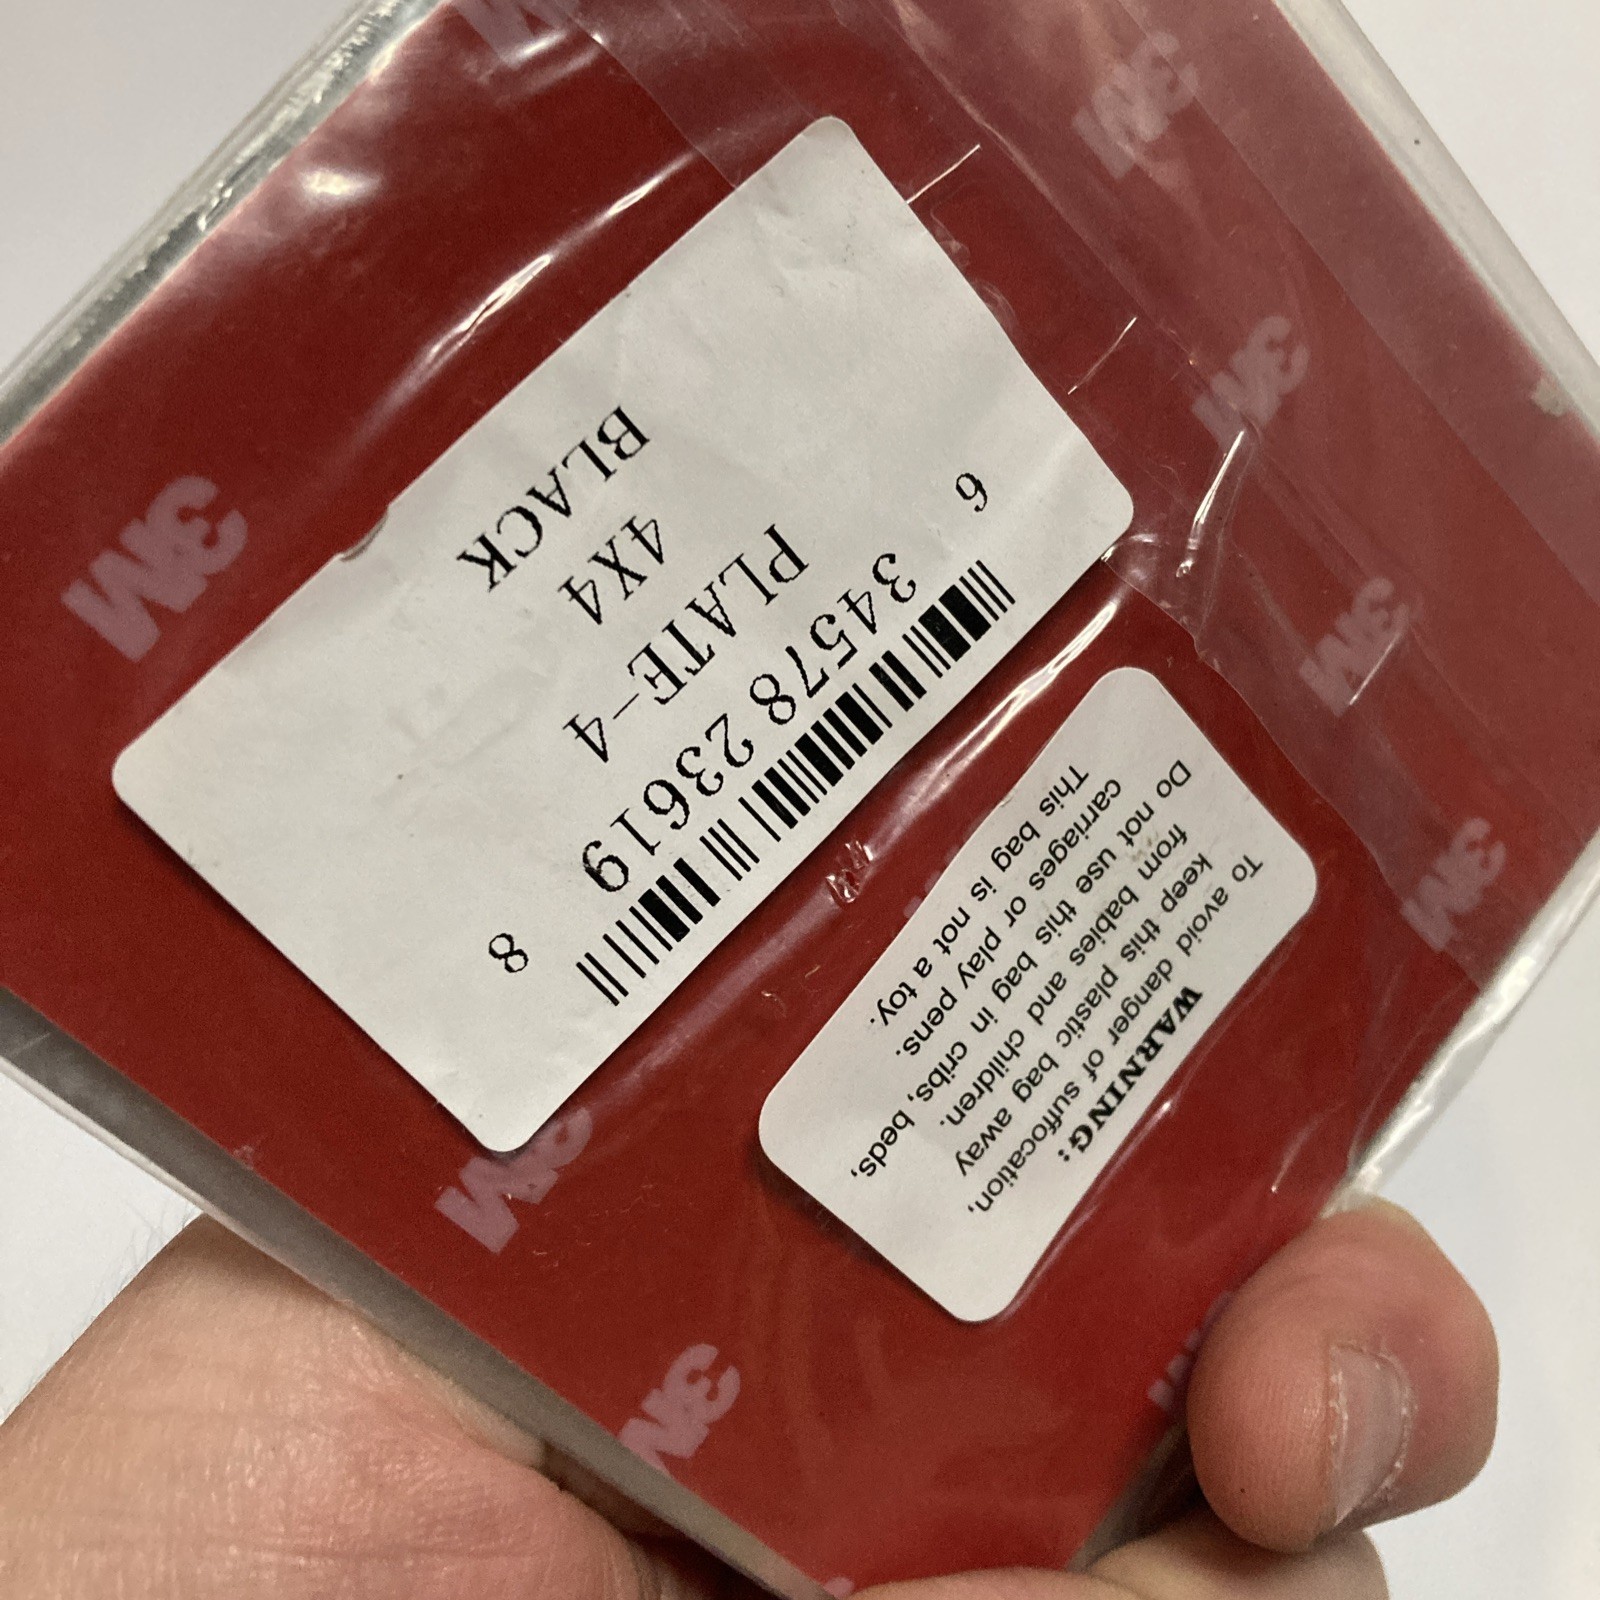 6 34578 23619 8
PLATE-4
4X4
BLACK
WARNING:
To avoid danger of suffocation,
keep this plastic bag away
from babies and children.
Do not use this bag in cribs, beds,
carriages or play pens.
This bag is not a toy.
3M
3M
3M
3M
3M
3M
3M